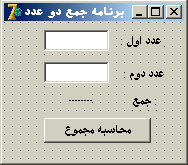 برنامه جمع دو عدد
عدد اول :
عدد دوم :
جمع : -------
محاسبه مجموع